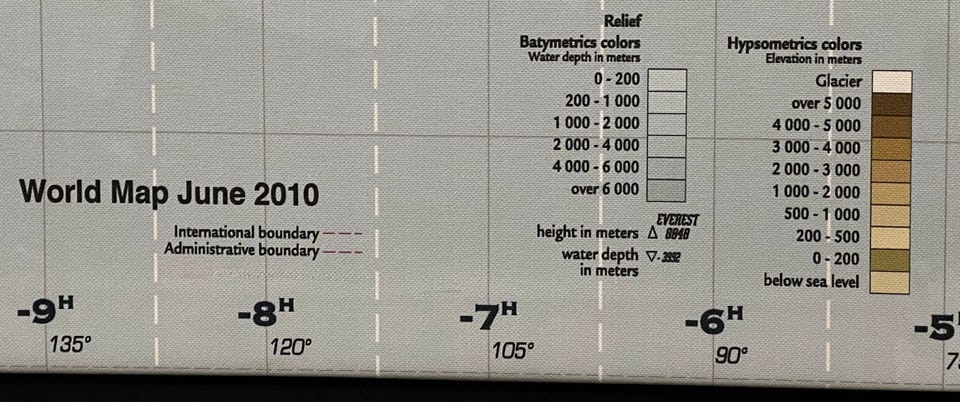 Relief
Batymetrics colors
Water depth in meters
0 - 200
200 - 1 000
1 000 - 2 000
2 000 - 4 000
4 000 - 6 000
over 6 000
EVEREST
height in meters △ 8848
water depth ▽-3992
in meters
Hypsometrics colors
Elevation in meters
Glacier
over 5 000
4 000 - 5 000
3 000 - 4 000
2 000 - 3 000
1 000 - 2 000
500 - 1 000
200 - 500
0 - 200
below sea level
World Map June 2010
International boundary
Administrative boundary
-9H
-8H
-7H
-6H
-5
135°
120°
105°
90°